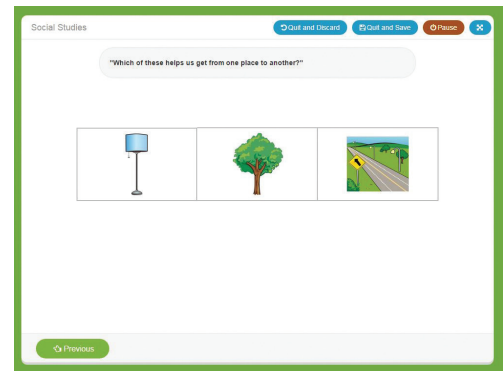 Social Studies
Quit and Discard
Quit and Save
Pause
"Which of these helps us get from one place to another?"
Previous